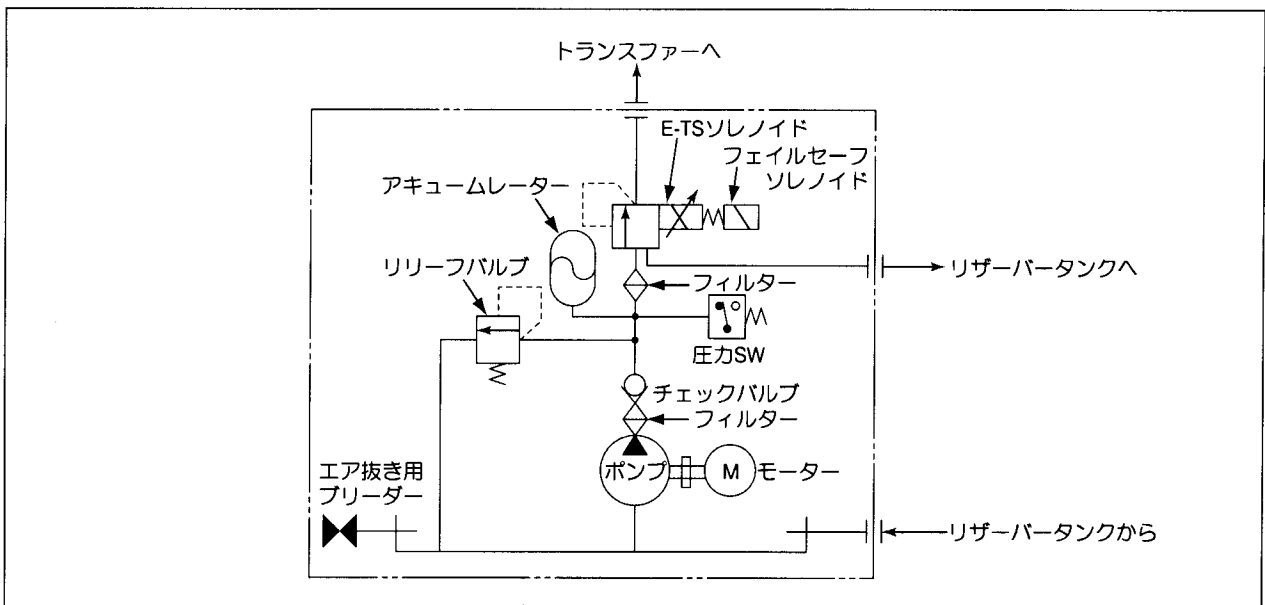 トランスファーへ
E-TSソレノイド
フェイルセーフ
ソレノイド
アキュームレーター
リリーフバルブ
リザーバータンクへ
フィルター
圧力SW
チェックバルブ
フィルター
ポンプ
M
モーター
エア抜き用
ブリーダー
リザーバータンクから